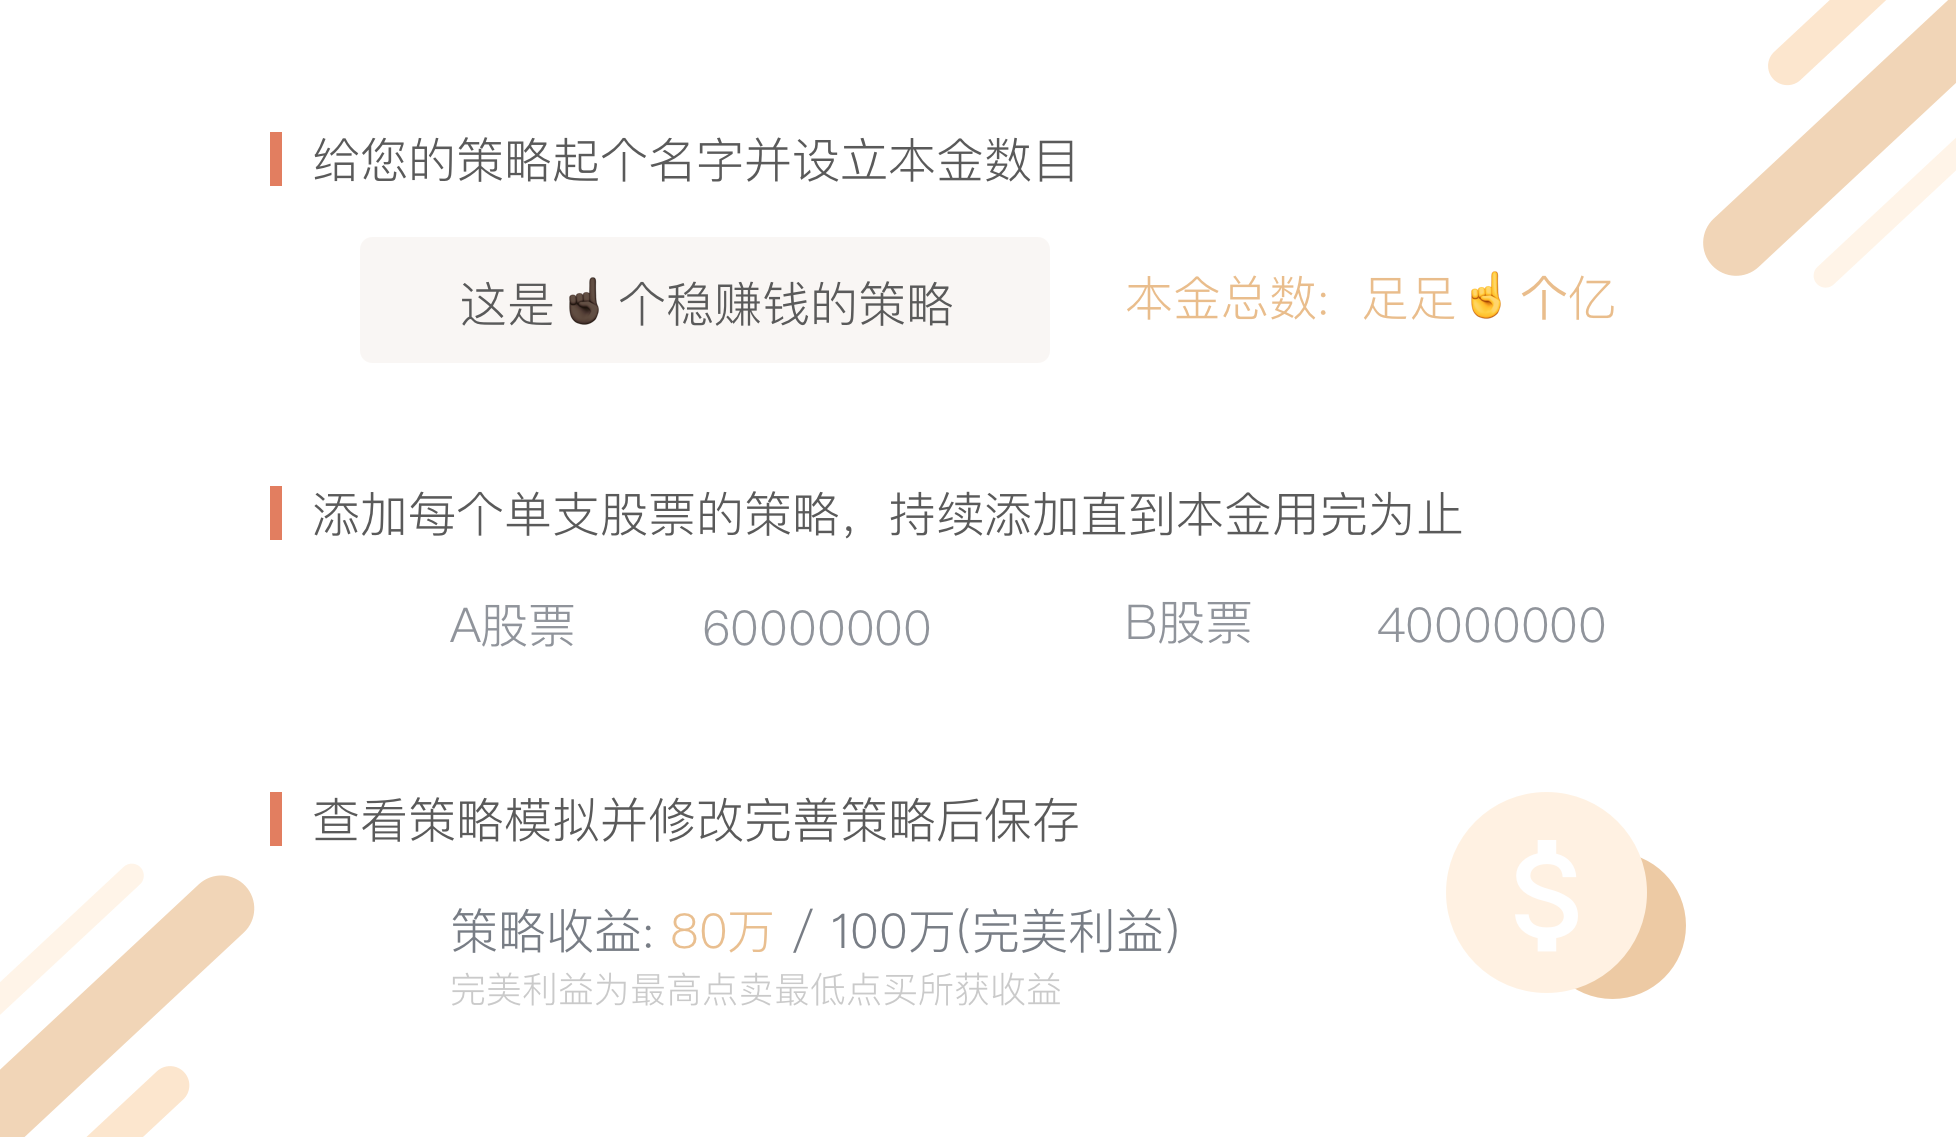 给您的策略起个名字并设立本金数目
这是☝🏿个稳赚钱的策略
本金总数：足足☝️个亿
添加每个单支股票的策略，持续添加直到本金用完为止
A股票 60000000 B股票 40000000
查看策略模拟并修改完善策略后保存
策略收益: 80万 / 100万(完美利益)
完美利益为最高点卖最低点买所获收益
$